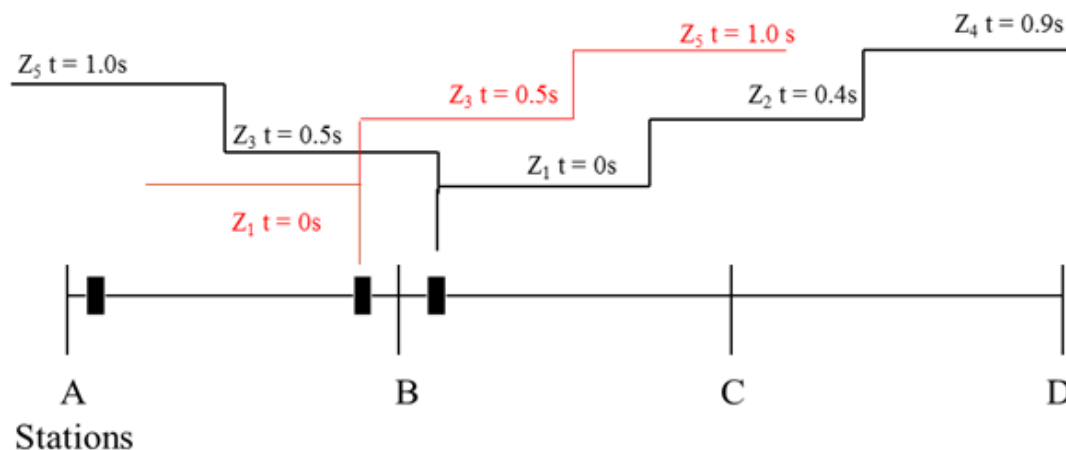 Z₄ t = 0.9s
Z₅ t = 1.0s
Z₅ t = 1.0 s
Z₃ t = 0.5s
Z₂ t = 0.4s
Z₃ t = 0.5s
Z₁ t = 0s
Z₁ t = 0s
A B C D
Stations